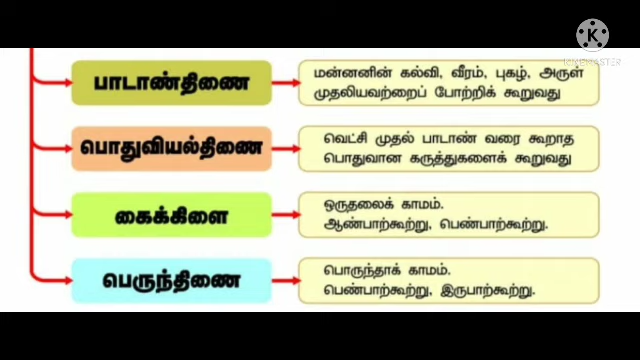 KINEMASTER
பாடாண்திணை
மன்னனின் கல்வி, வீரம், புகழ், அருள்
முதலியவற்றைப் போற்றிக் கூறுவது
பொதுவியல்திணை
வெட்சி முதல் பாடாண் வரை கூறாத
பொதுவான கருத்துகளைக் கூறுவது
கைக்கிளை
ஒருதலைக் காமம்.
ஆண்பாற்கூற்று, பெண்பாற்கூற்று.
பெருந்திணை
பொருந்தாக் காமம்.
பெண்பாற்கூற்று, இருபாற்கூற்று.